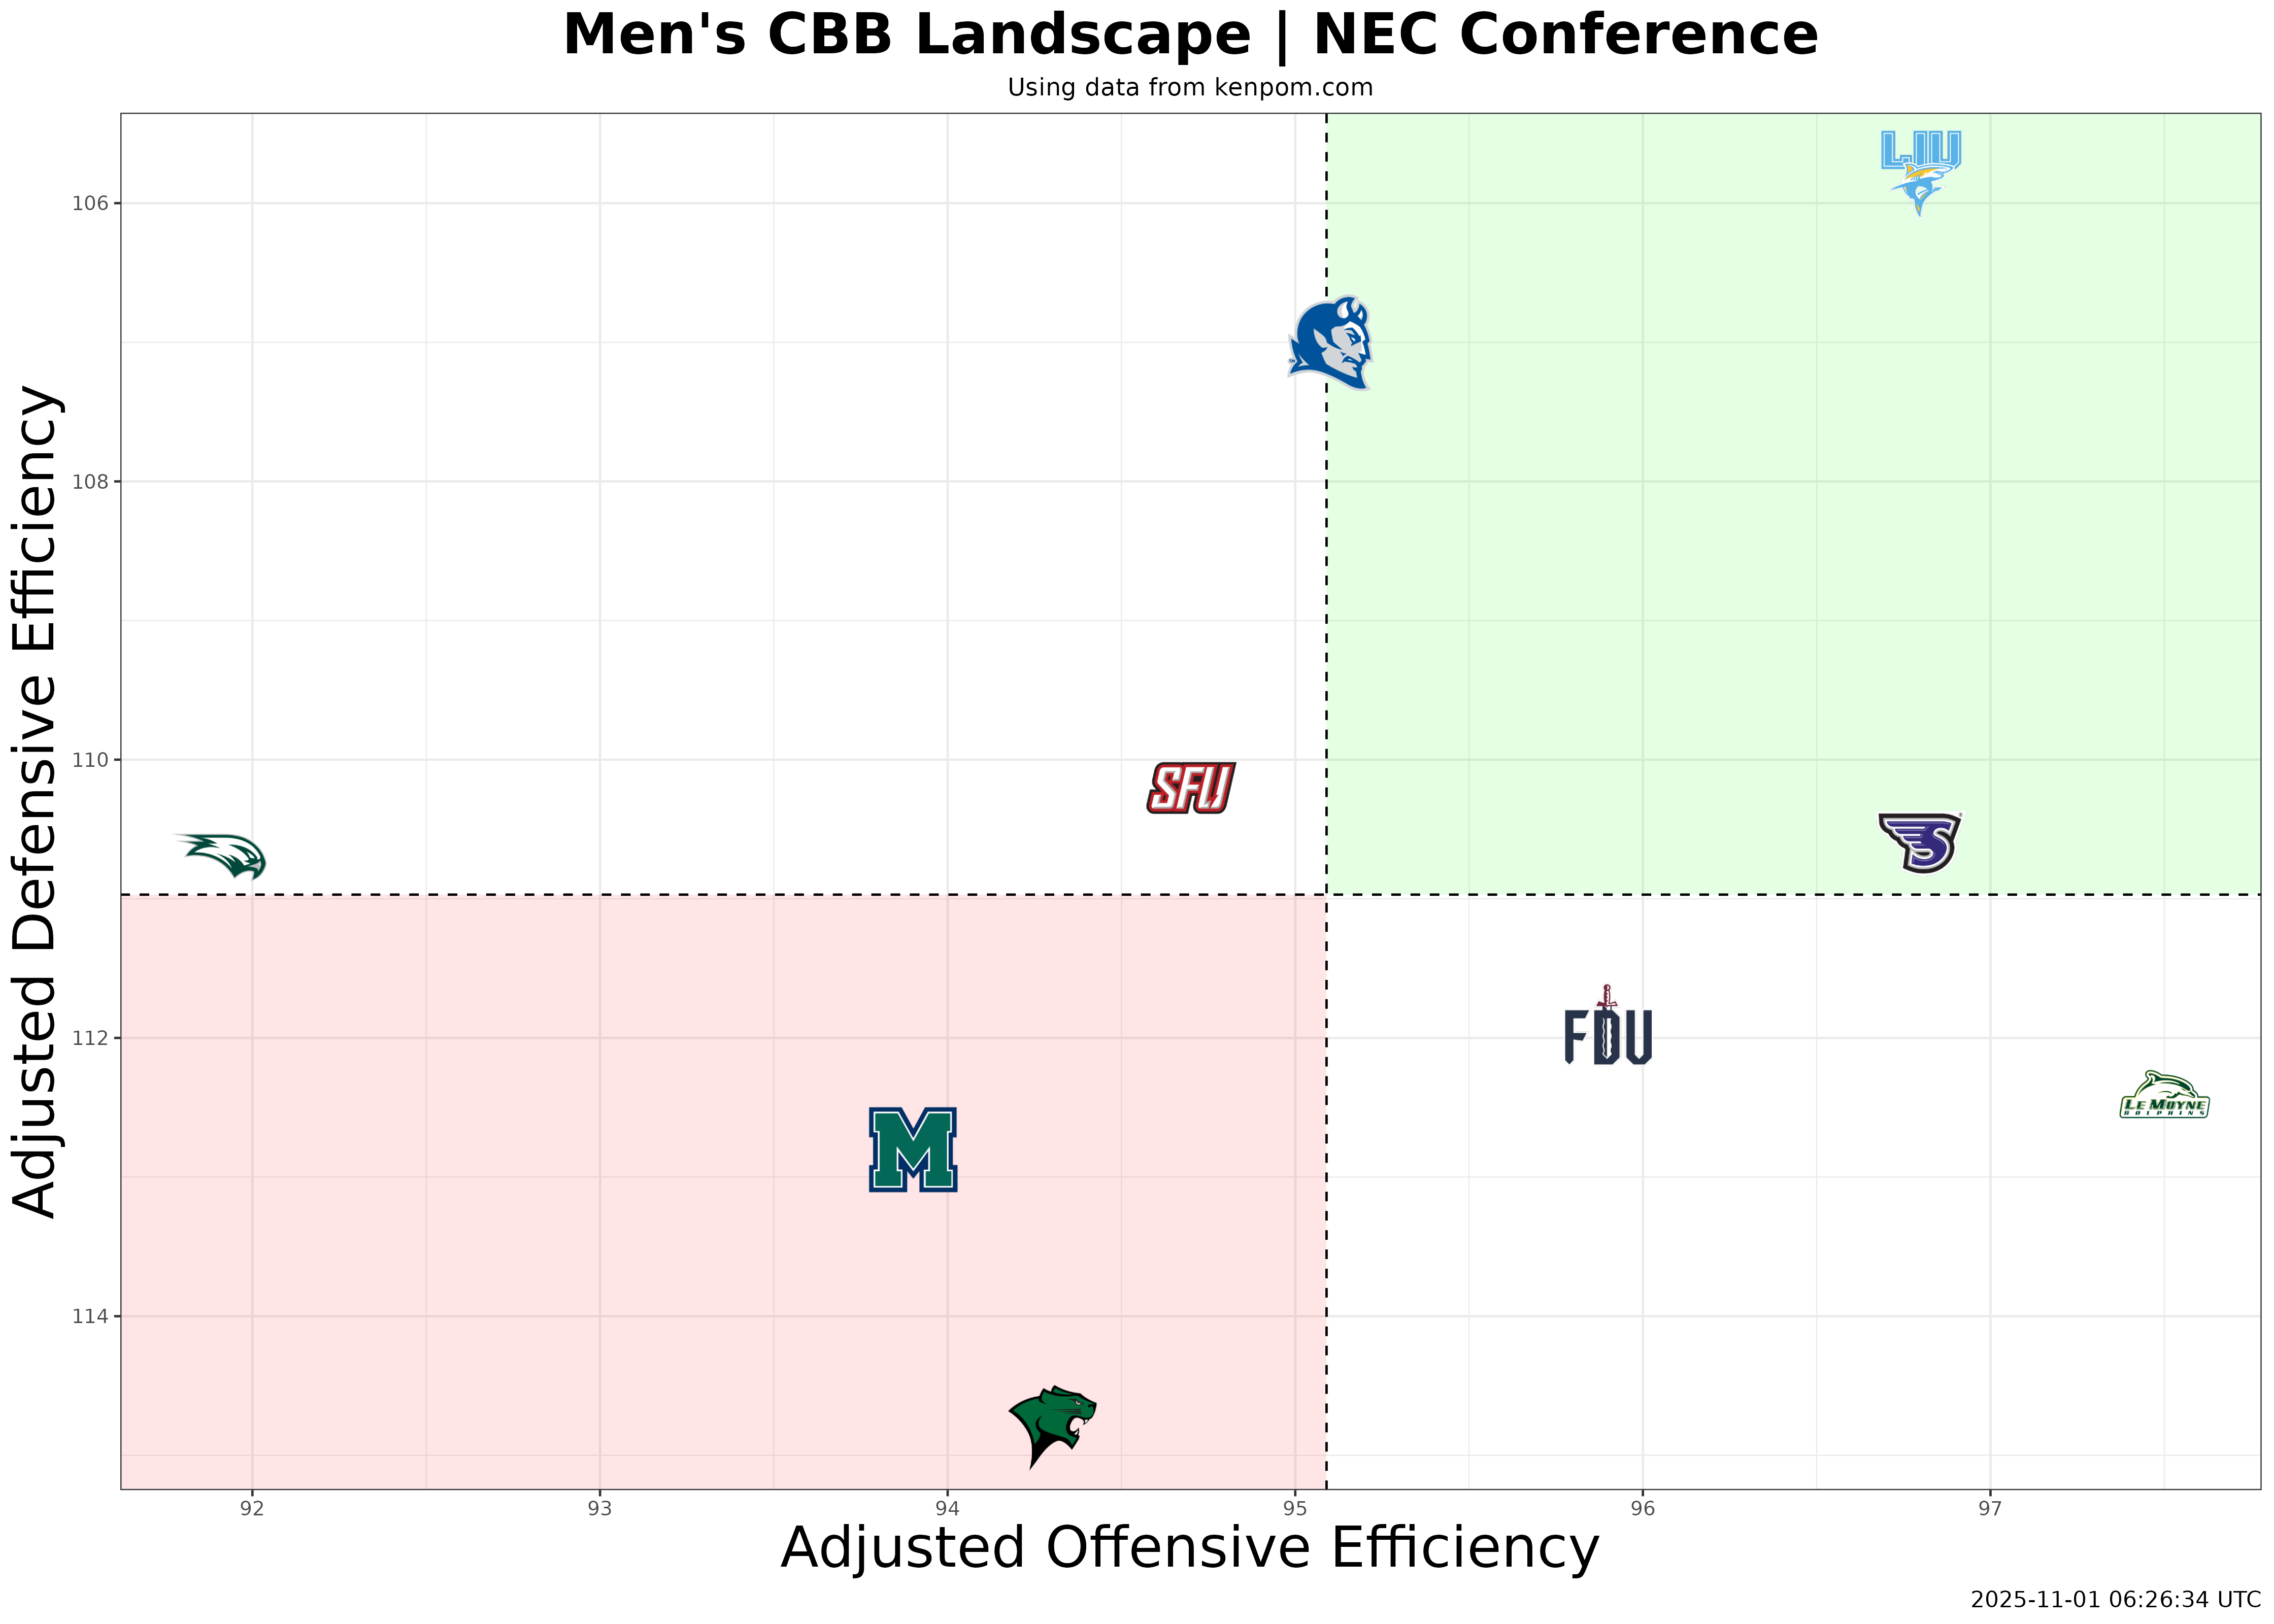 Men's CBB Landscape | NEC Conference
Using data from kenpom.com
Adjusted Defensive Efficiency
106
108
110
112
114
LIU
SFU
S
FDU
LE MOYNE
DOLPHINS
M
92
93
94
95
96
97
Adjusted Offensive Efficiency
2025-11-01 06:26:34 UTC